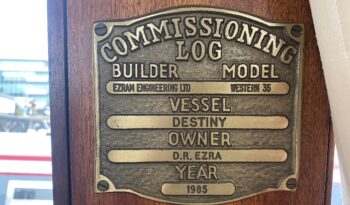 COMMISSIONING
LOG
BUILDER MODEL
EZRAM ENGINEERING LTD WESTERN 35
VESSEL
DESTINY
OWNER
D.R. EZRA
YEAR
1985